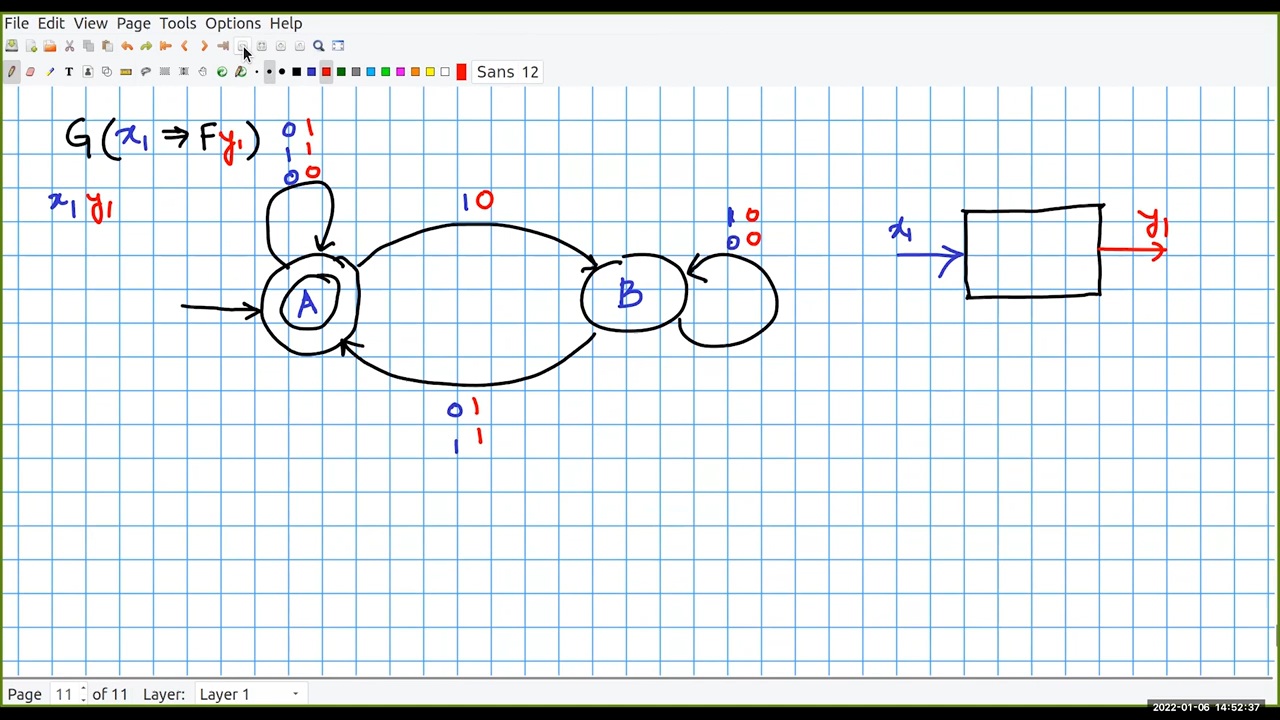 File Edit View Page Tools Options Help
T
Sans 12
G(x₁ ⇒ Fy₁)
x₁ y₁
0 1
1 1
0 0
1 0
1 0
0 0
A
B
0 1
1 1
x₁
y₁
Page 11 of 11 Layer: Layer 1
2022-01-06 14:52:37